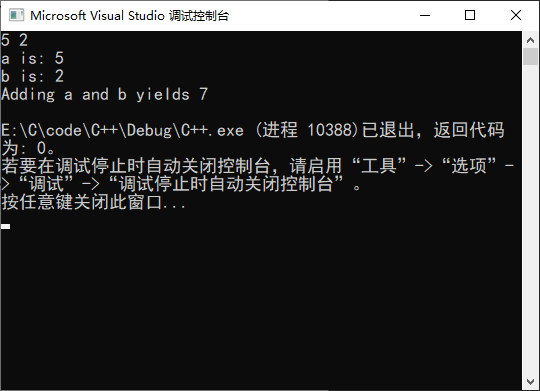 Microsoft Visual Studio 调试控制台
5 2
a is: 5
b is: 2
Adding a and b yields 7
E:\C\code\C++\Debug\C++.exe (进程 10388)已退出，返回代码
为: 0。
若要在调试停止时自动关闭控制台，请启用“工具”->“选项”-
>“调试”->“调试停止时自动关闭控制台”。
按任意键关闭此窗口...